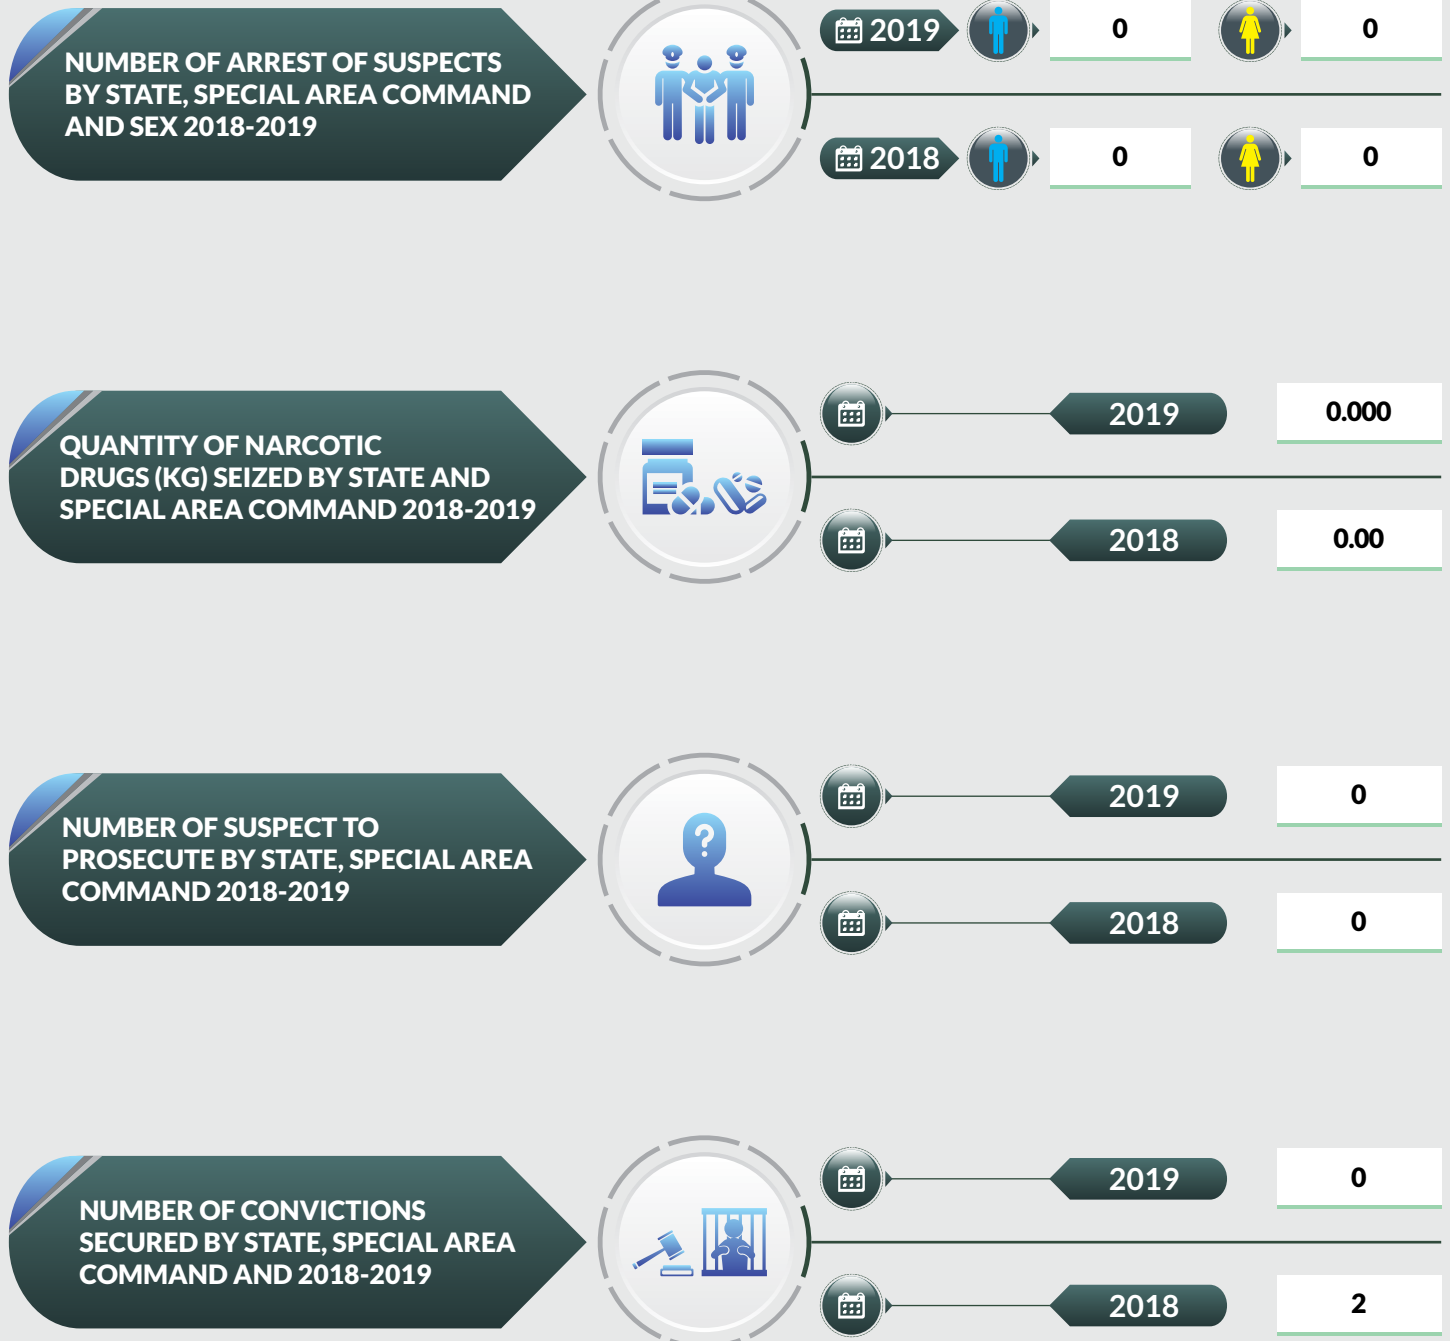 NUMBER OF ARREST OF SUSPECTS
BY STATE, SPECIAL AREA COMMAND
AND SEX 2018-2019
2019 0 0
2018 0 0
QUANTITY OF NARCOTIC
DRUGS (KG) SEIZED BY STATE AND
SPECIAL AREA COMMAND 2018-2019
2019 0.000
2018 0.00
NUMBER OF SUSPECT TO
PROSECUTE BY STATE, SPECIAL AREA
COMMAND 2018-2019
?
2019 0
2018 0
NUMBER OF CONVICTIONS
SECURED BY STATE, SPECIAL AREA
COMMAND AND 2018-2019
2019 0
2018 2